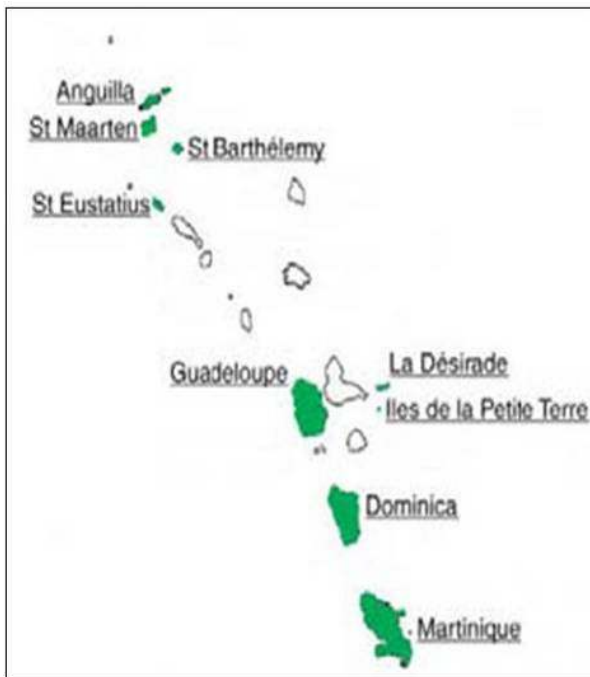 Anguilla
St Maarten
St Barthélemy
St Eustatius
Guadeloupe
La Désirade
Iles de la Petite Terre
Dominica
Martinique